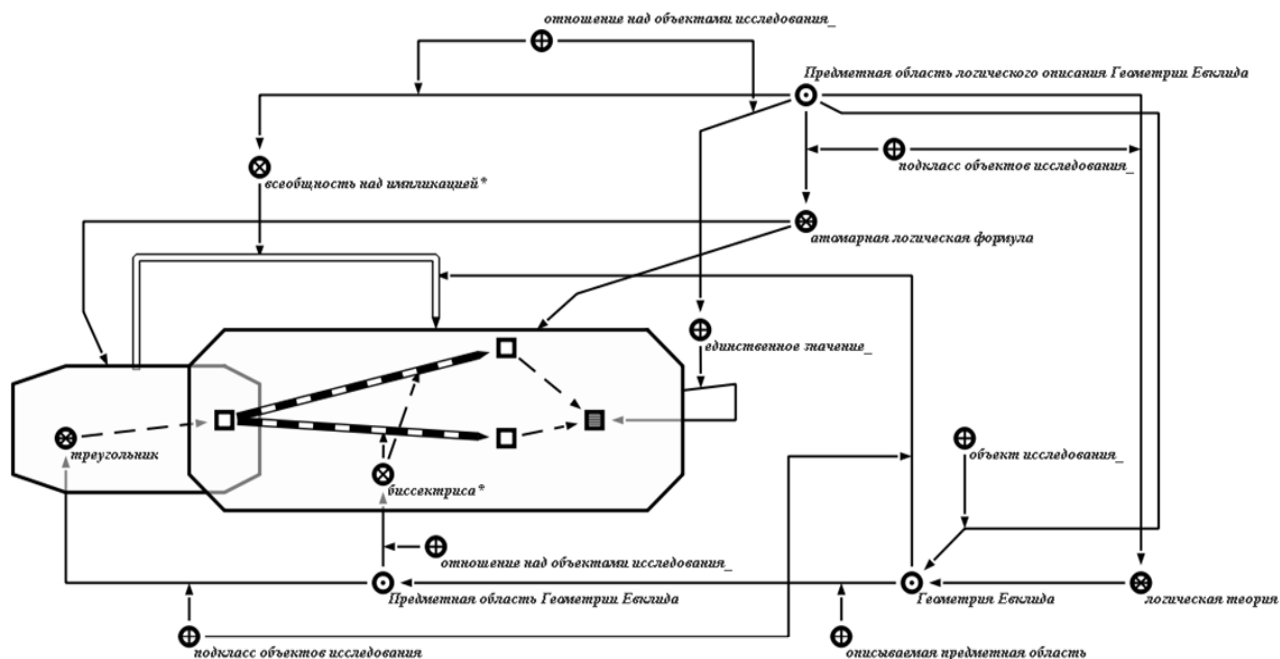 отношение над объектами исследования_
Предметная область логического описания Геометрии Евклида
подкласс объектов исследования_
всеобщность над импликацией*
атомарная логическая формула
единственное значение_
треугольник
объект исследования_
биссектриса*
отношение над объектами исследования_
Предметная область Геометрии Евклида
Геометрия Евклида
логическая теория
подкласс объектов исследования
описываемая предметная область